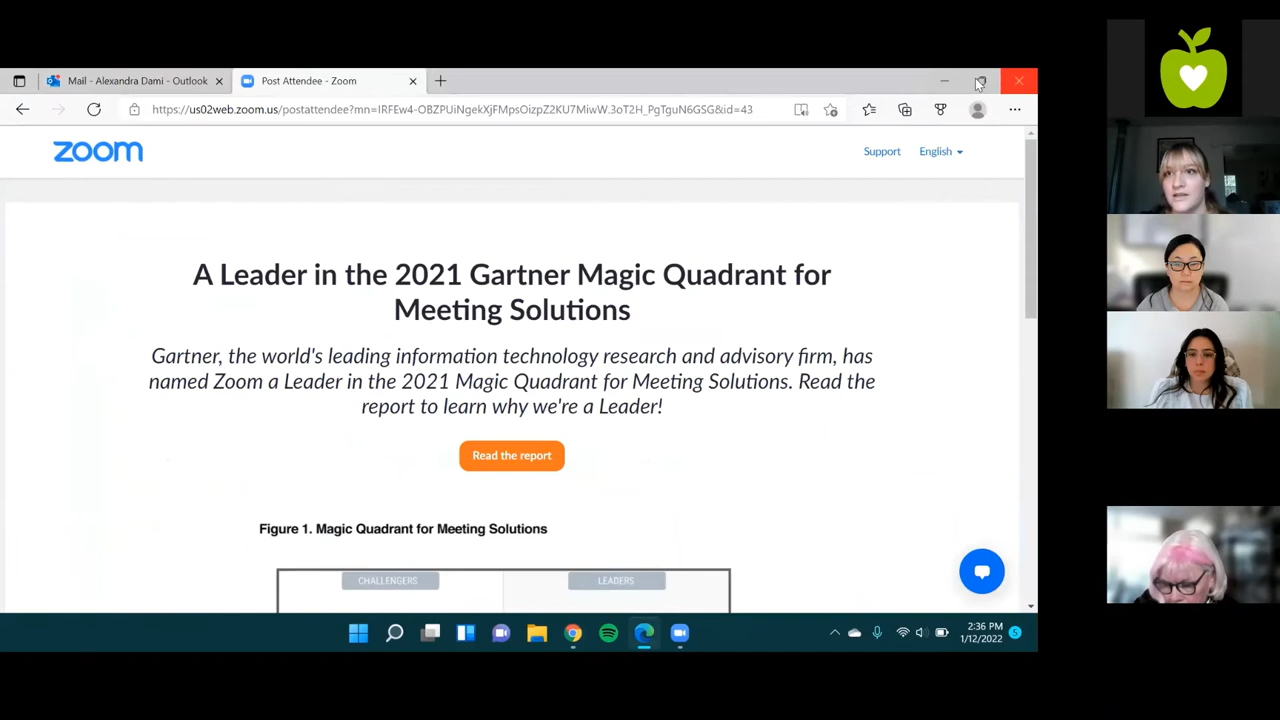 Mail - Alexandra Dami - Outlook
Post Attendee - Zoom
https://us02web.zoom.us/postattendee?mn=IRFEw4-OBZPUiNgekXjFMpsOizpZ2KU7MiwW.3oT2H_PgTguN6GSG&id=43
zoom
Support
English
A Leader in the 2021 Gartner Magic Quadrant for
Meeting Solutions
Gartner, the world's leading information technology research and advisory firm, has
named Zoom a Leader in the 2021 Magic Quadrant for Meeting Solutions. Read the
report to learn why we're a Leader!
Read the report
Figure 1. Magic Quadrant for Meeting Solutions
CHALLENGERS
LEADERS
2:36 PM
1/12/2022
5